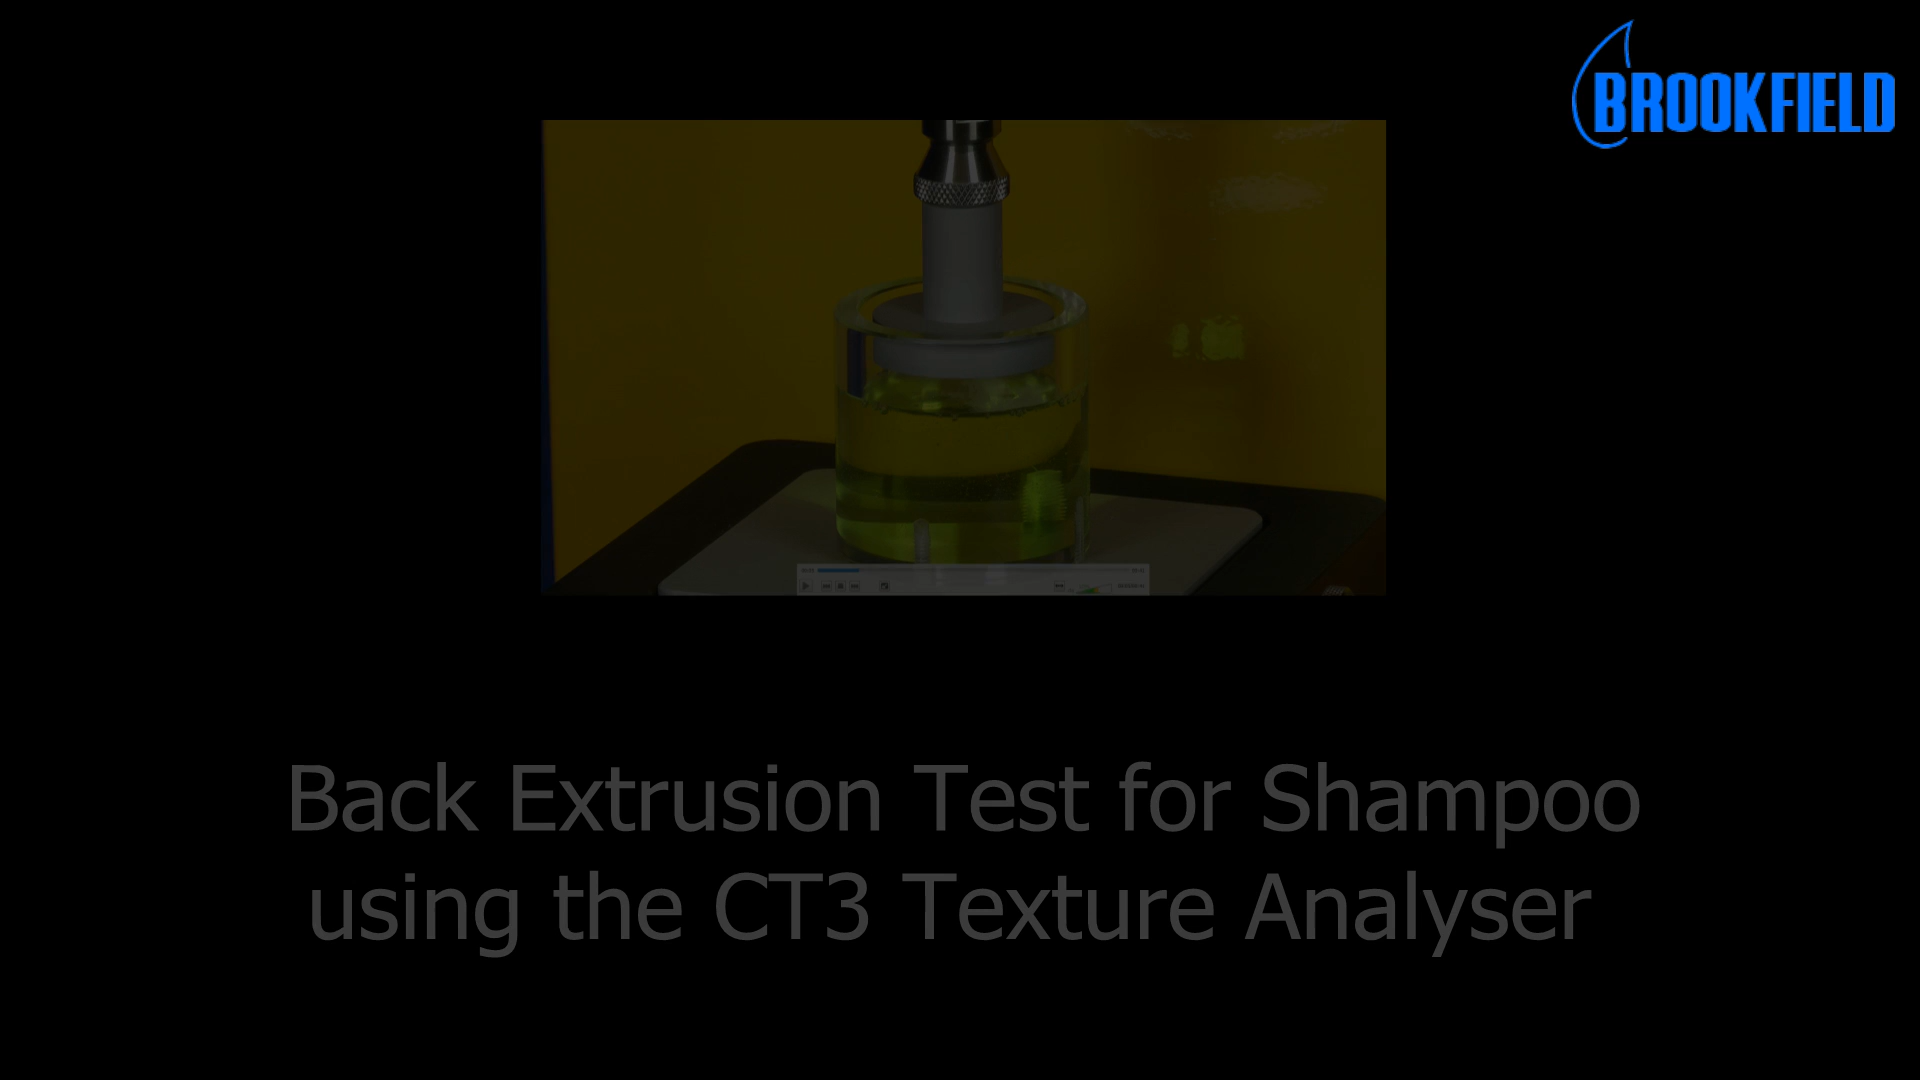 BROOKFIELD
Back Extrusion Test for Shampoo
using the CT3 Texture Analyser